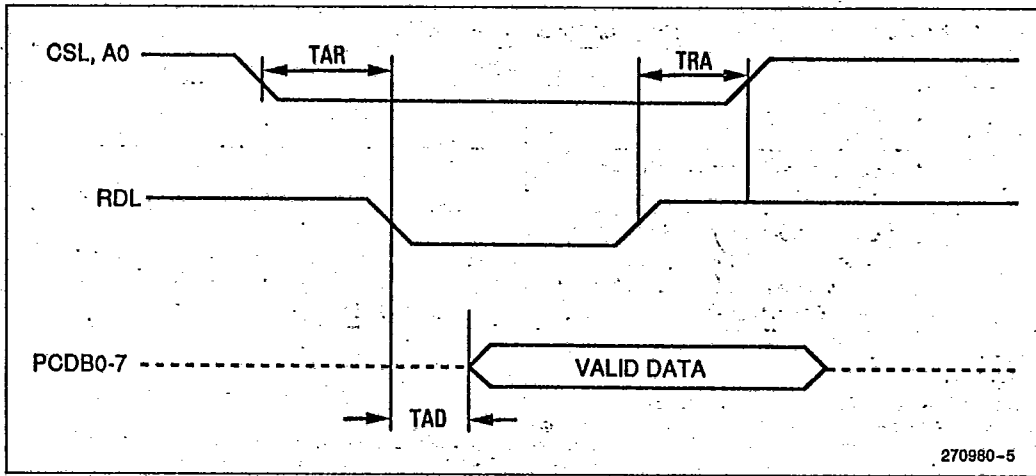 CSL, A0
TAR
TRA
RDL
PCDB0-7
VALID DATA
TAD
270980-5